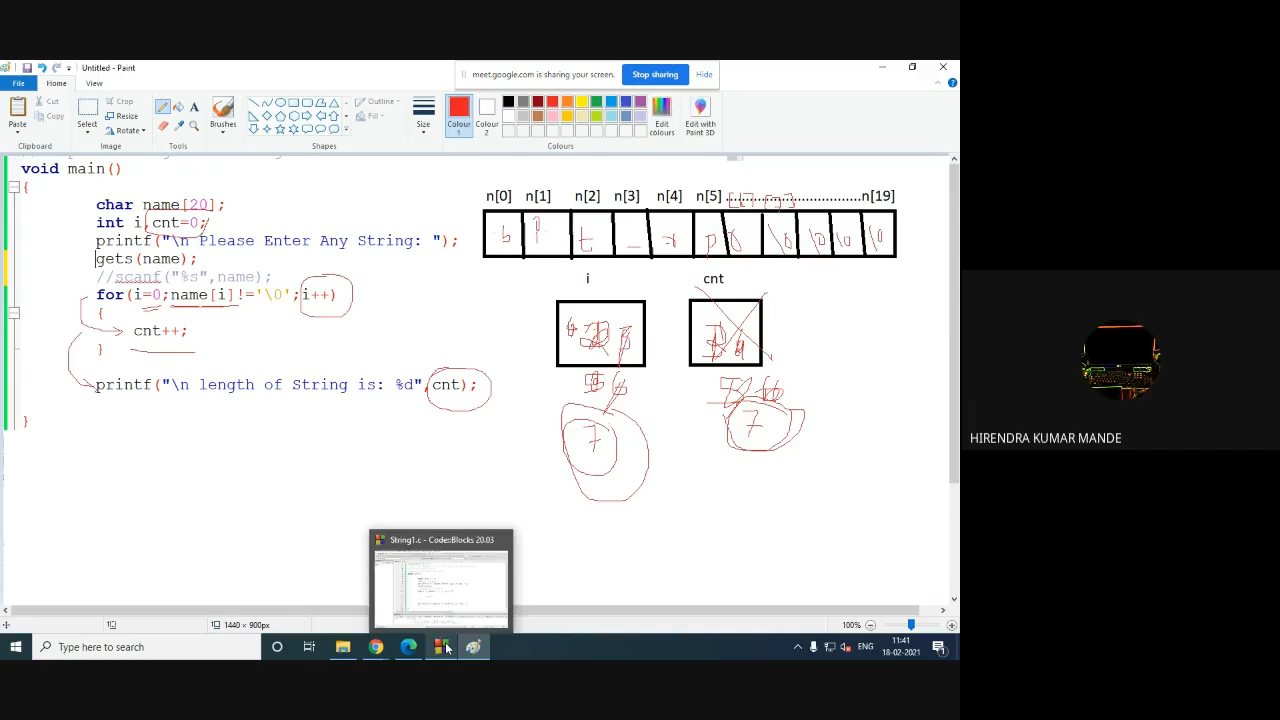 Untitled - Paint
meet.google.com is sharing your screen.
Stop sharing
Hide
File
Home
View
Paste
Cut
Copy
Clipboard
Select
Crop
Resize
Rotate
Image
Tools
Brushes
Shapes
Outline
Fill
Size
Colour 1
Colour 2
Edit colours
Edit with Paint 3D
Colours
void main()
{
char name[20];
int i,cnt=0;
printf("\n Please Enter Any String: ");
gets(name);
//scanf("%s",name);
for(i=0;name[i]!='\0';i++)
{
cnt++;
}
printf("\n length of String is: %d",cnt);
}
n[0] n[1] n[2] n[3] n[4] n[5] ....................................n[19]
b t _ \0 \0 \0 \0
i cnt
7 7
HIRENDRA KUMAR MANDE
String1.c - Code::Blocks 20.03
1440 × 900px
100%
Type here to search
ENG
11:41
18-02-2021